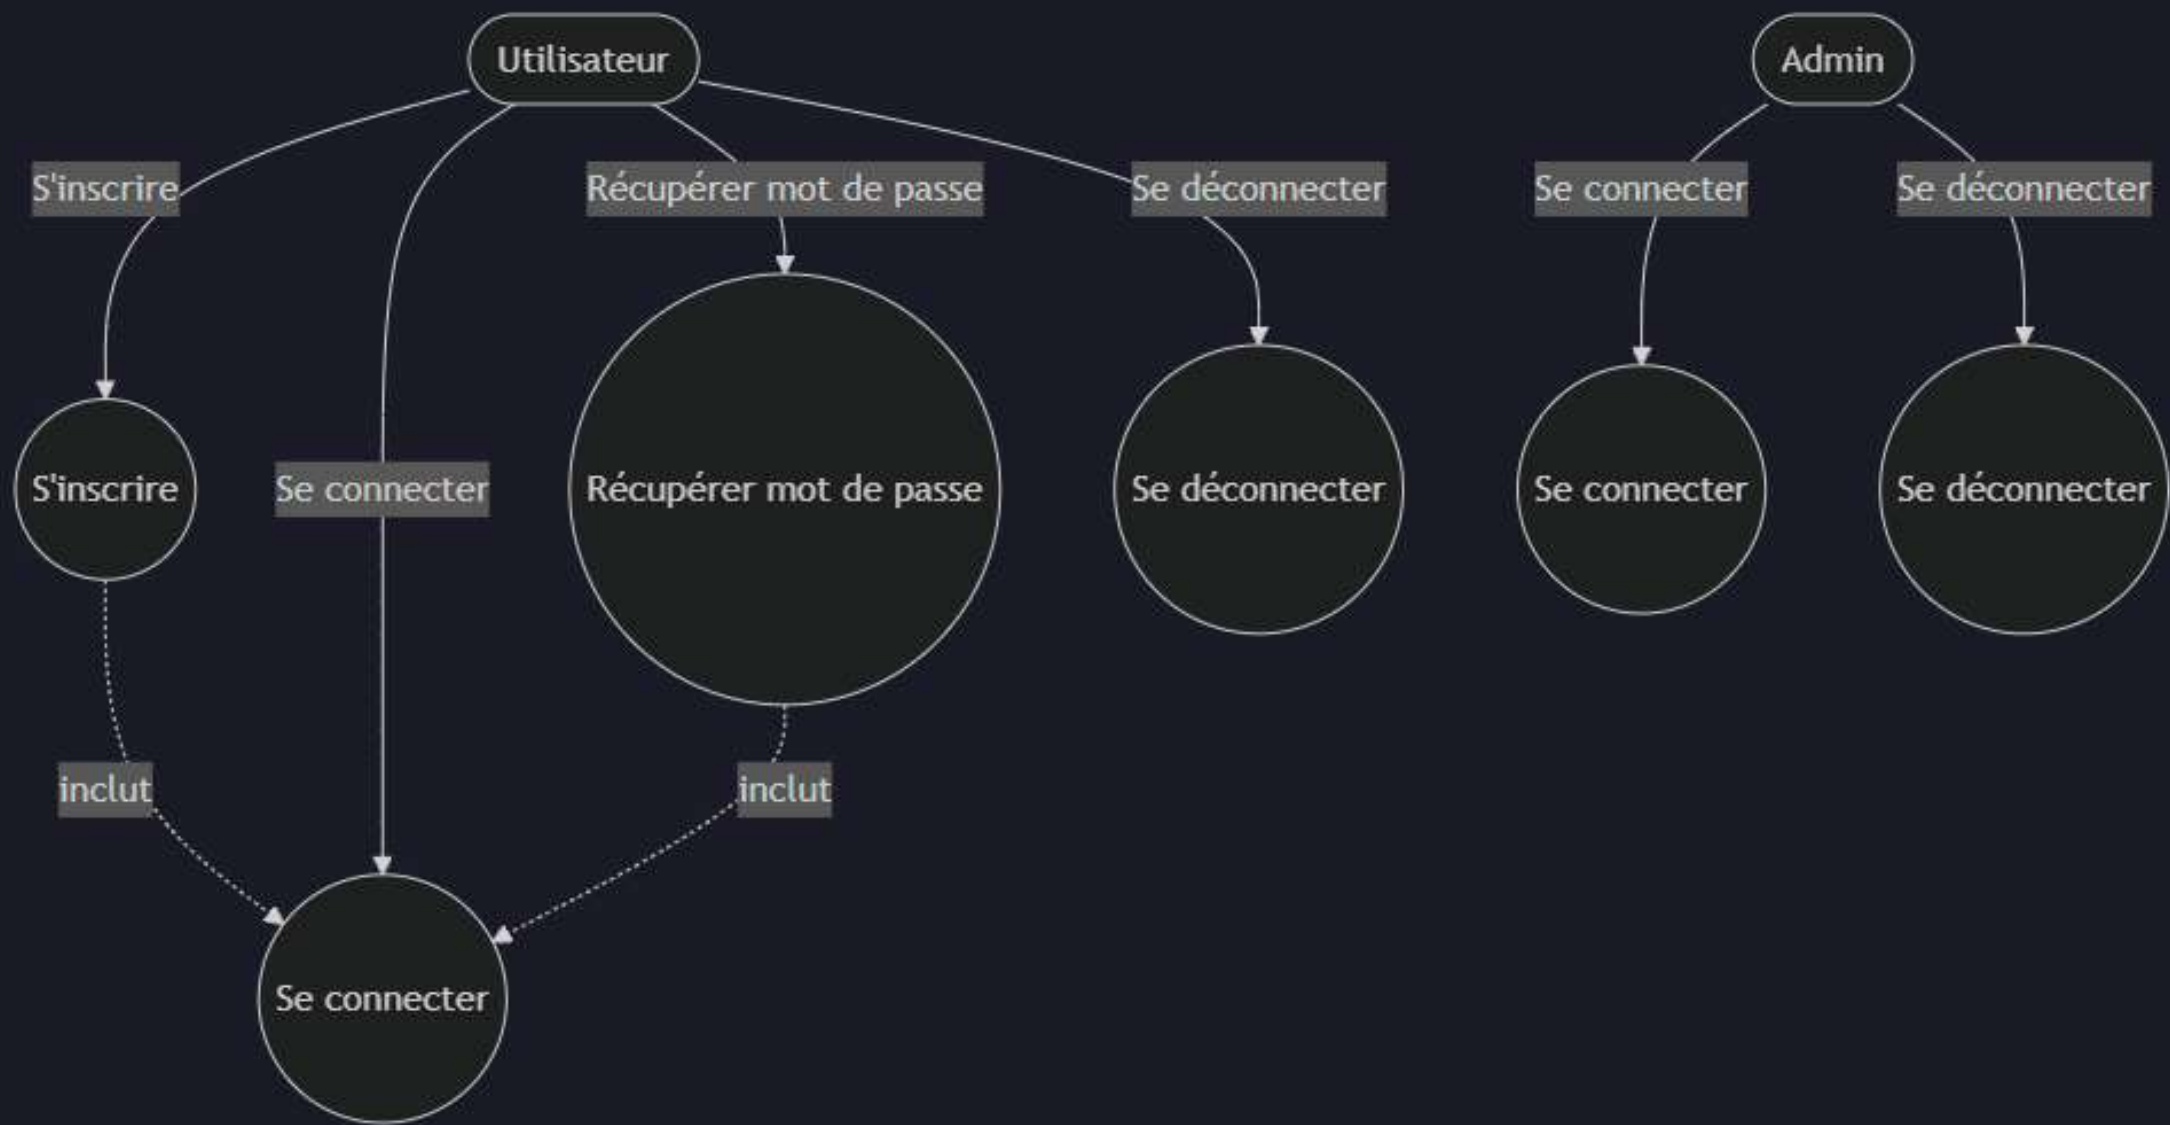 Utilisateur
Admin
S'inscrire
Récupérer mot de passe
Se déconnecter
Se connecter
Se déconnecter
S'inscrire
Se connecter
Récupérer mot de passe
Se déconnecter
Se connecter
Se déconnecter
inclut
inclut
Se connecter